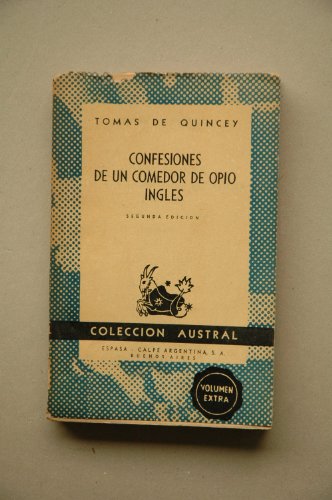 TOMAS DE QUINCEY
CONFESIONES
DE UN COMEDOR DE OPIO
INGLES
SEGUNDA EDICION
COLECCION AUSTRAL
ESPASA - CALPE ARGENTINA, S. A.
BUENOS AIRES
VOLUMEN
EXTRA